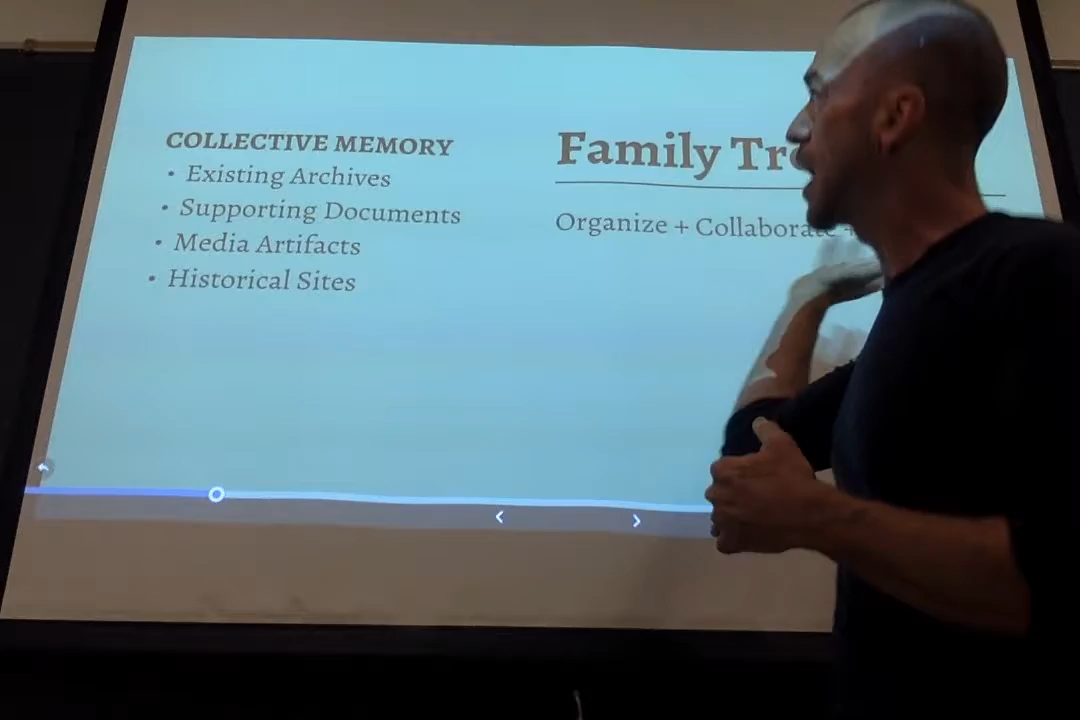 COLLECTIVE MEMORY
• Existing Archives
• Supporting Documents
• Media Artifacts
• Historical Sites
Family
Organize + Collaborate +